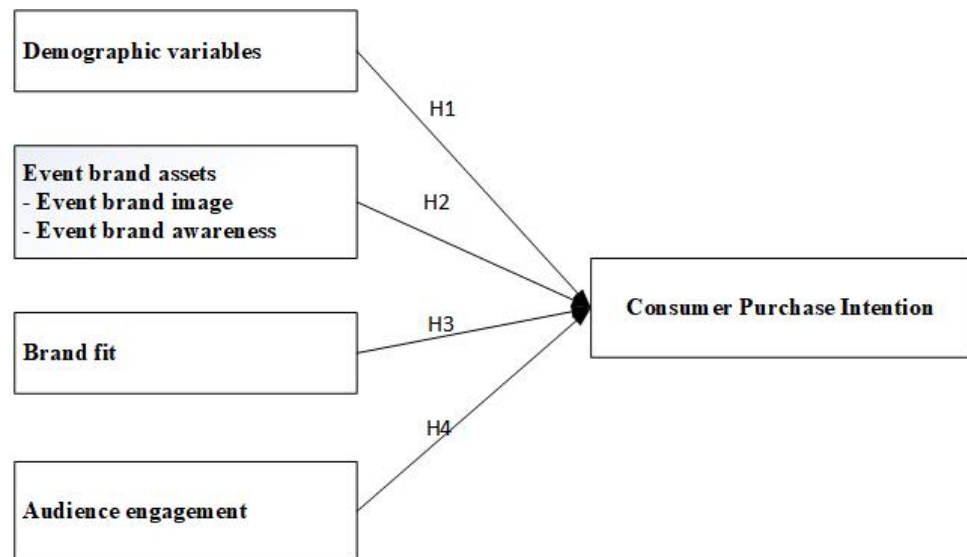 Demographic variables
H1
Event brand assets
- Event brand image
- Event brand awareness
H2
Consumer Purchase Intention
Brand fit
H3
H4
Audience engagement